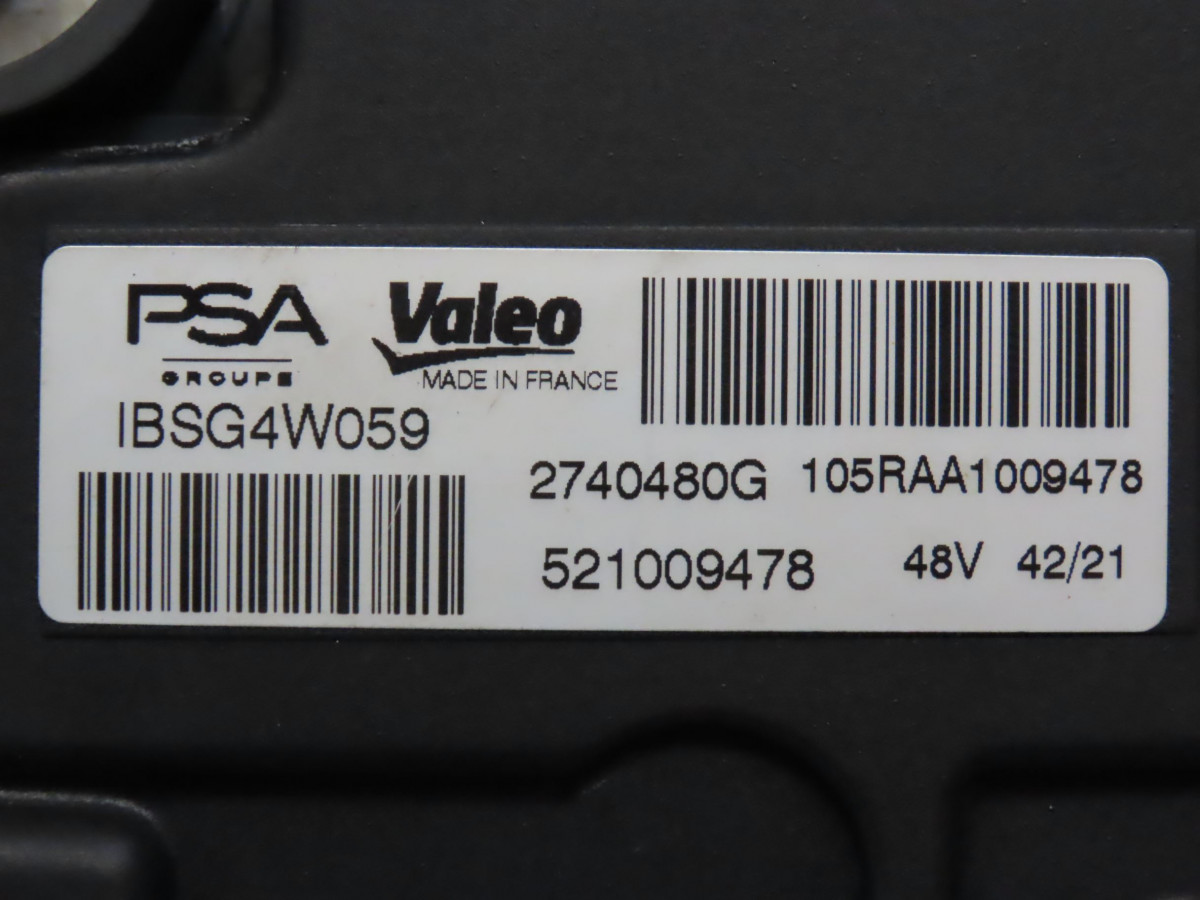 PSA
GROUPE
Valeo
MADE IN FRANCE
IBSG4W059
2740480G 105RAA1009478
521009478 48V 42/21